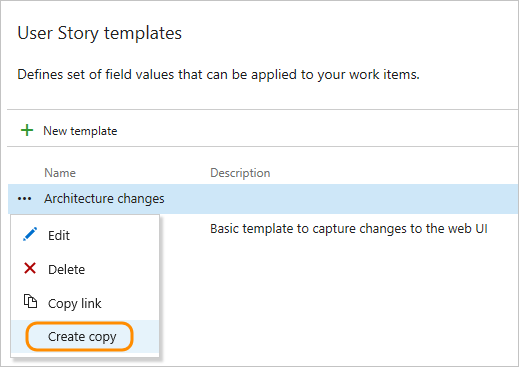 User Story templates
Defines set of field values that can be applied to your work items.
New template
Name Description
Architecture changes
Basic template to capture changes to the web UI
Edit
Delete
Copy link
Create copy